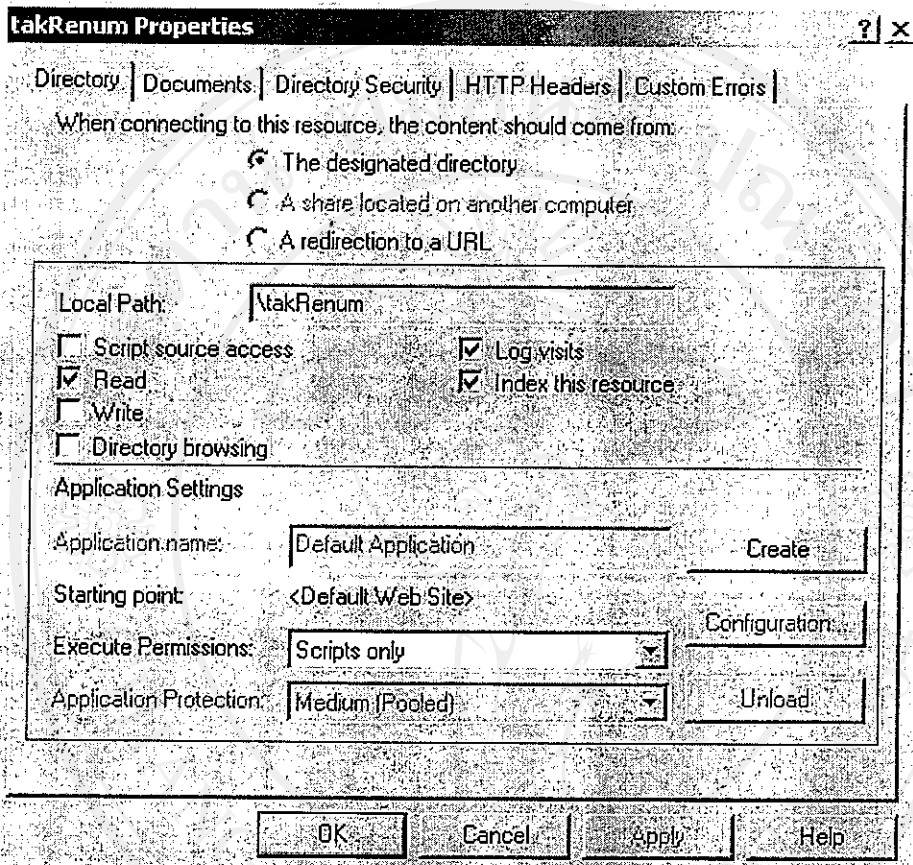 takRenum Properties ? ×
Directory Documents Directory Security HTTP Headers Custom Errors
When connecting to this resource, the content should come from:
The designated directory
A share located on another computer
A redirection to a URL
Local Path: \takRenum
Script source access Log visits
Read Index this resource
Write
Directory browsing
Application Settings
Application name: Default Application Create
Starting point: <Default Web Site>
Configuration...
Execute Permissions: Scripts only
Application Protection: Medium (Pooled) Unload
OK Cancel Apply Help